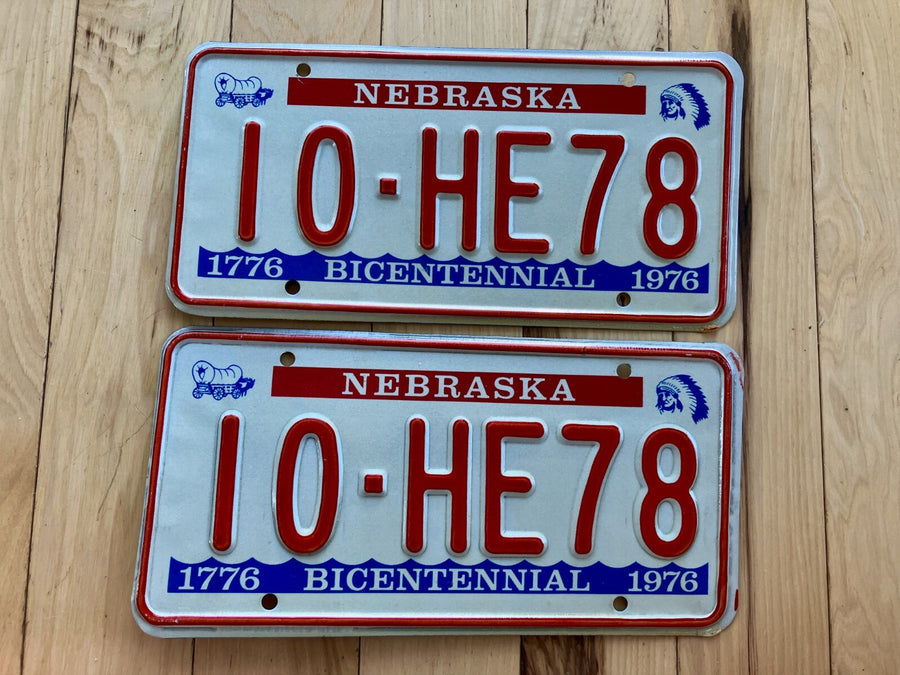 NEBRASKA
10·HE78
1776 BICENTENNIAL 1976
NEBRASKA
10·HE78
1776 BICENTENNIAL 1976